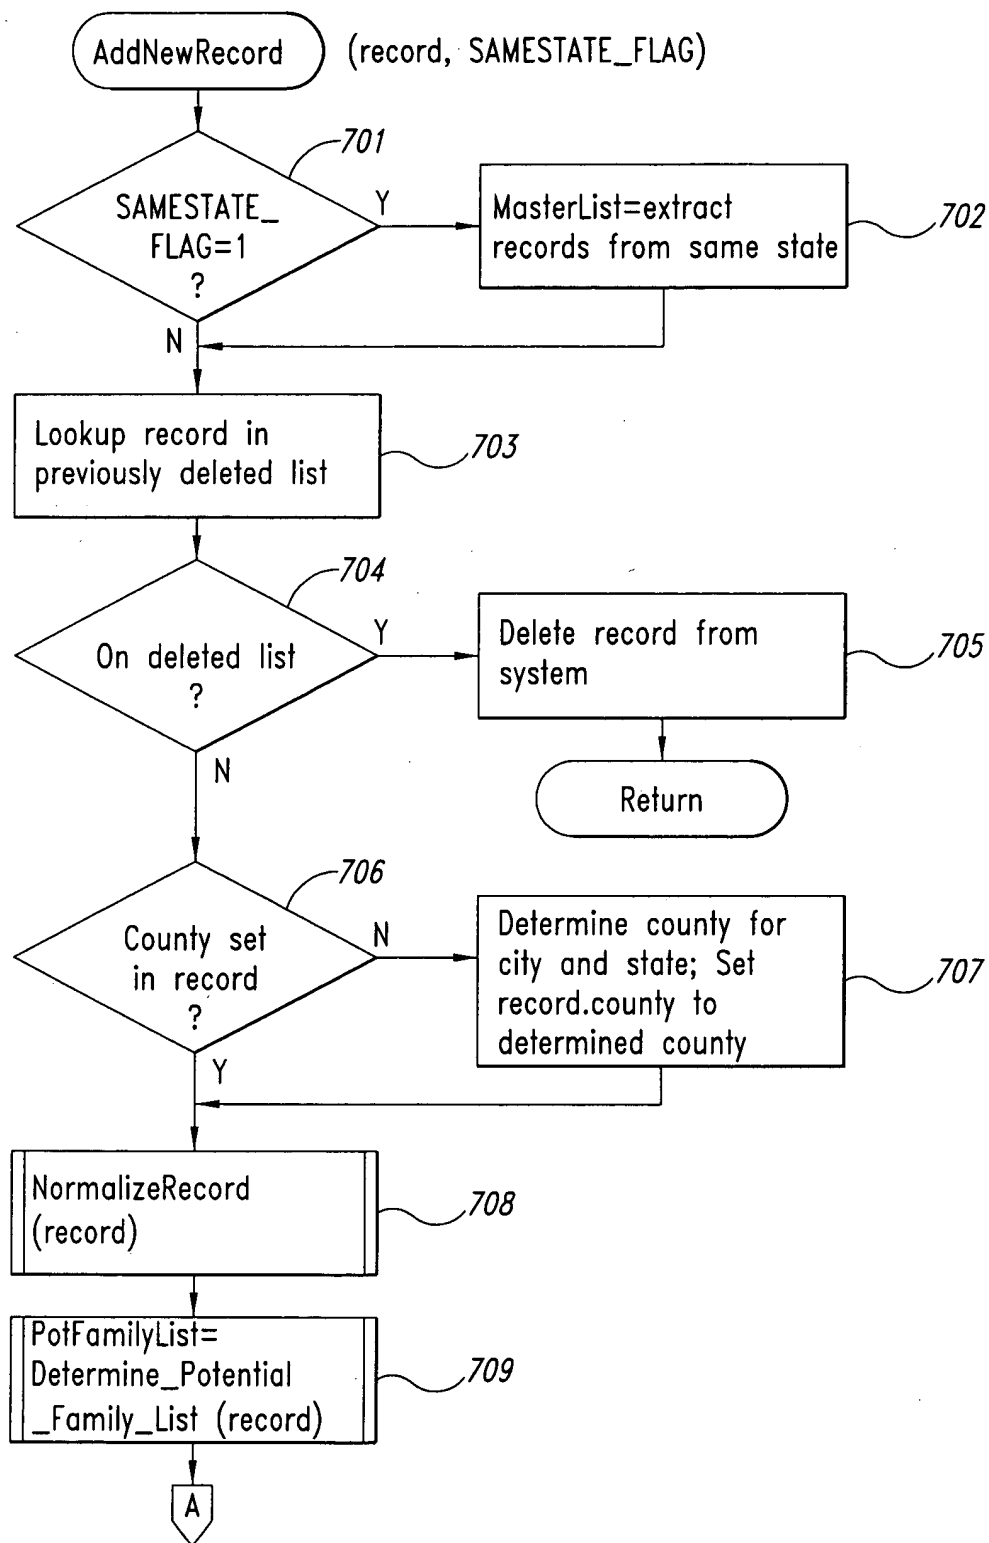 AddNewRecord (record, SAMESTATE_FLAG)
701
SAMESTATE_
FLAG=1
?
Y
N
MasterList=extract
records from same state
702
Lookup record in
previously deleted list
703
704
On deleted list
?
Y
N
Delete record from
system
705
Return
706
County set
in record
?
N
Y
Determine county for
city and state; Set
record.county to
determined county
707
NormalizeRecord
(record)
708
PotFamilyList=
Determine_Potential
_Family_List (record)
709
A